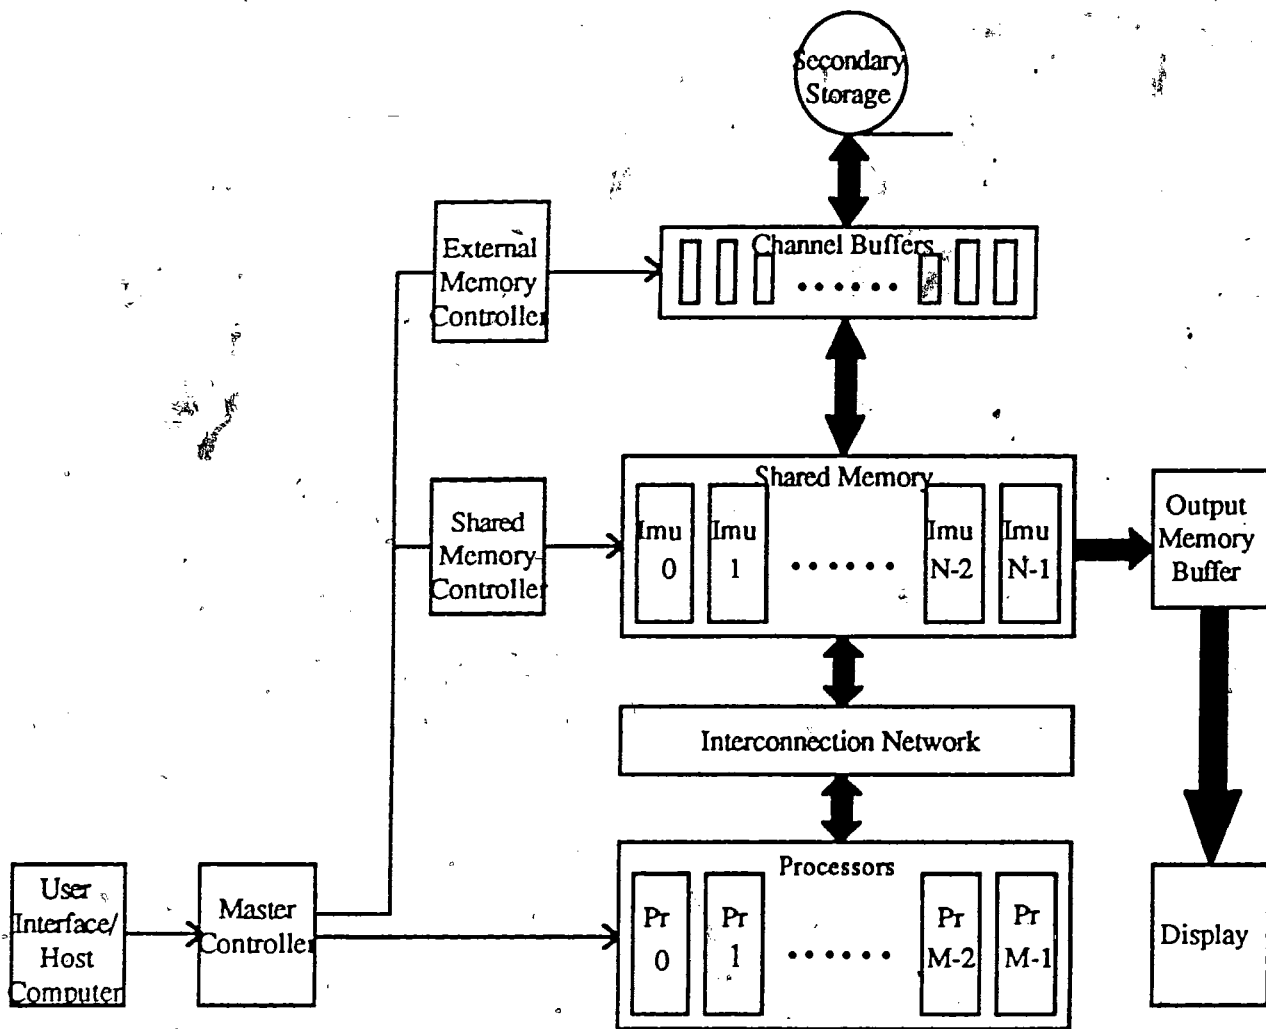 Secondary
Storage
Channel Buffers
. . . . . .
External
Memory
Controller
Shared Memory
Imu
0
Imu
1
. . . . . .
Imu
N-2
Imu
N-1
Shared
Memory
Controller
Output
Memory
Buffer
Interconnection Network
Processors
Pr
0
Pr
1
. . . . . .
Pr
M-2
Pr
M-1
User
Interface/
Host
Computer
Master
Controller
Display